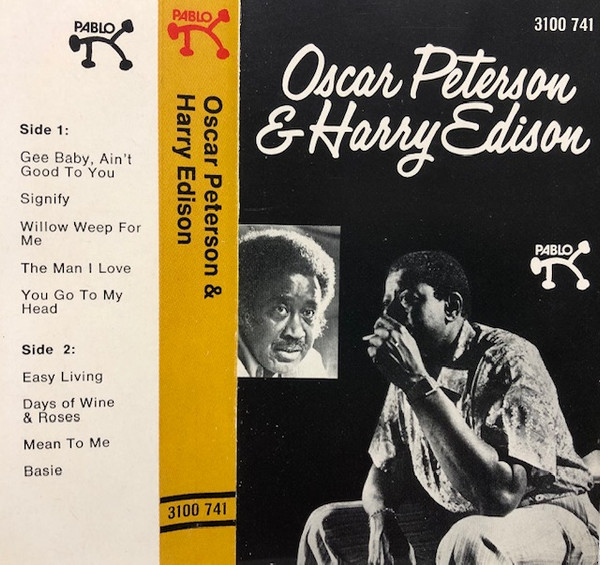 PABLO
Side 1:
Gee Baby, Ain't
Good To You
Signify
Willow Weep For
Me
The Man I Love
You Go To My
Head
Side 2:
Easy Living
Days of Wine
& Roses
Mean To Me
Basie
PABLO
Oscar Peterson &
Harry Edison
3100 741
3100 741
Oscar Peterson
& Harry Edison
PABLO